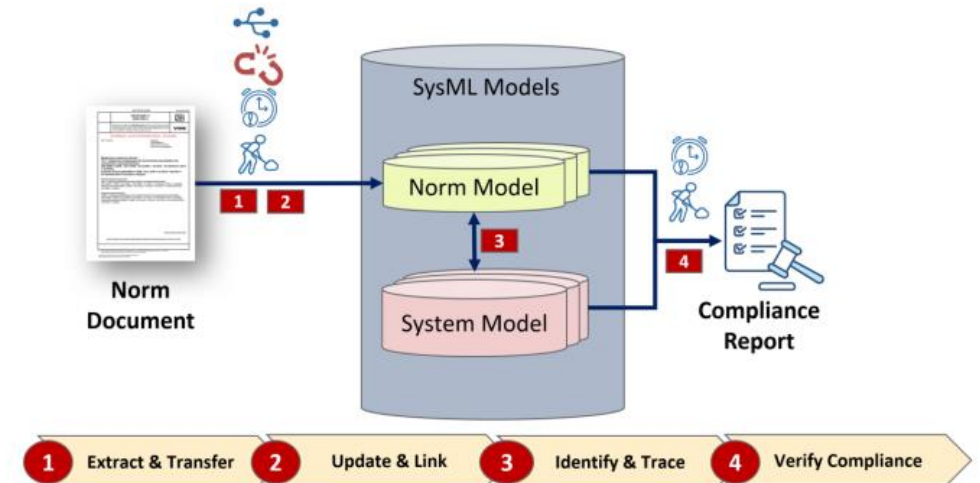 SysML Models
Norm Model
1 2
3
4
System Model
Norm
Document
Compliance
Report
1 Extract & Transfer 2 Update & Link 3 Identify & Trace 4 Verify Compliance